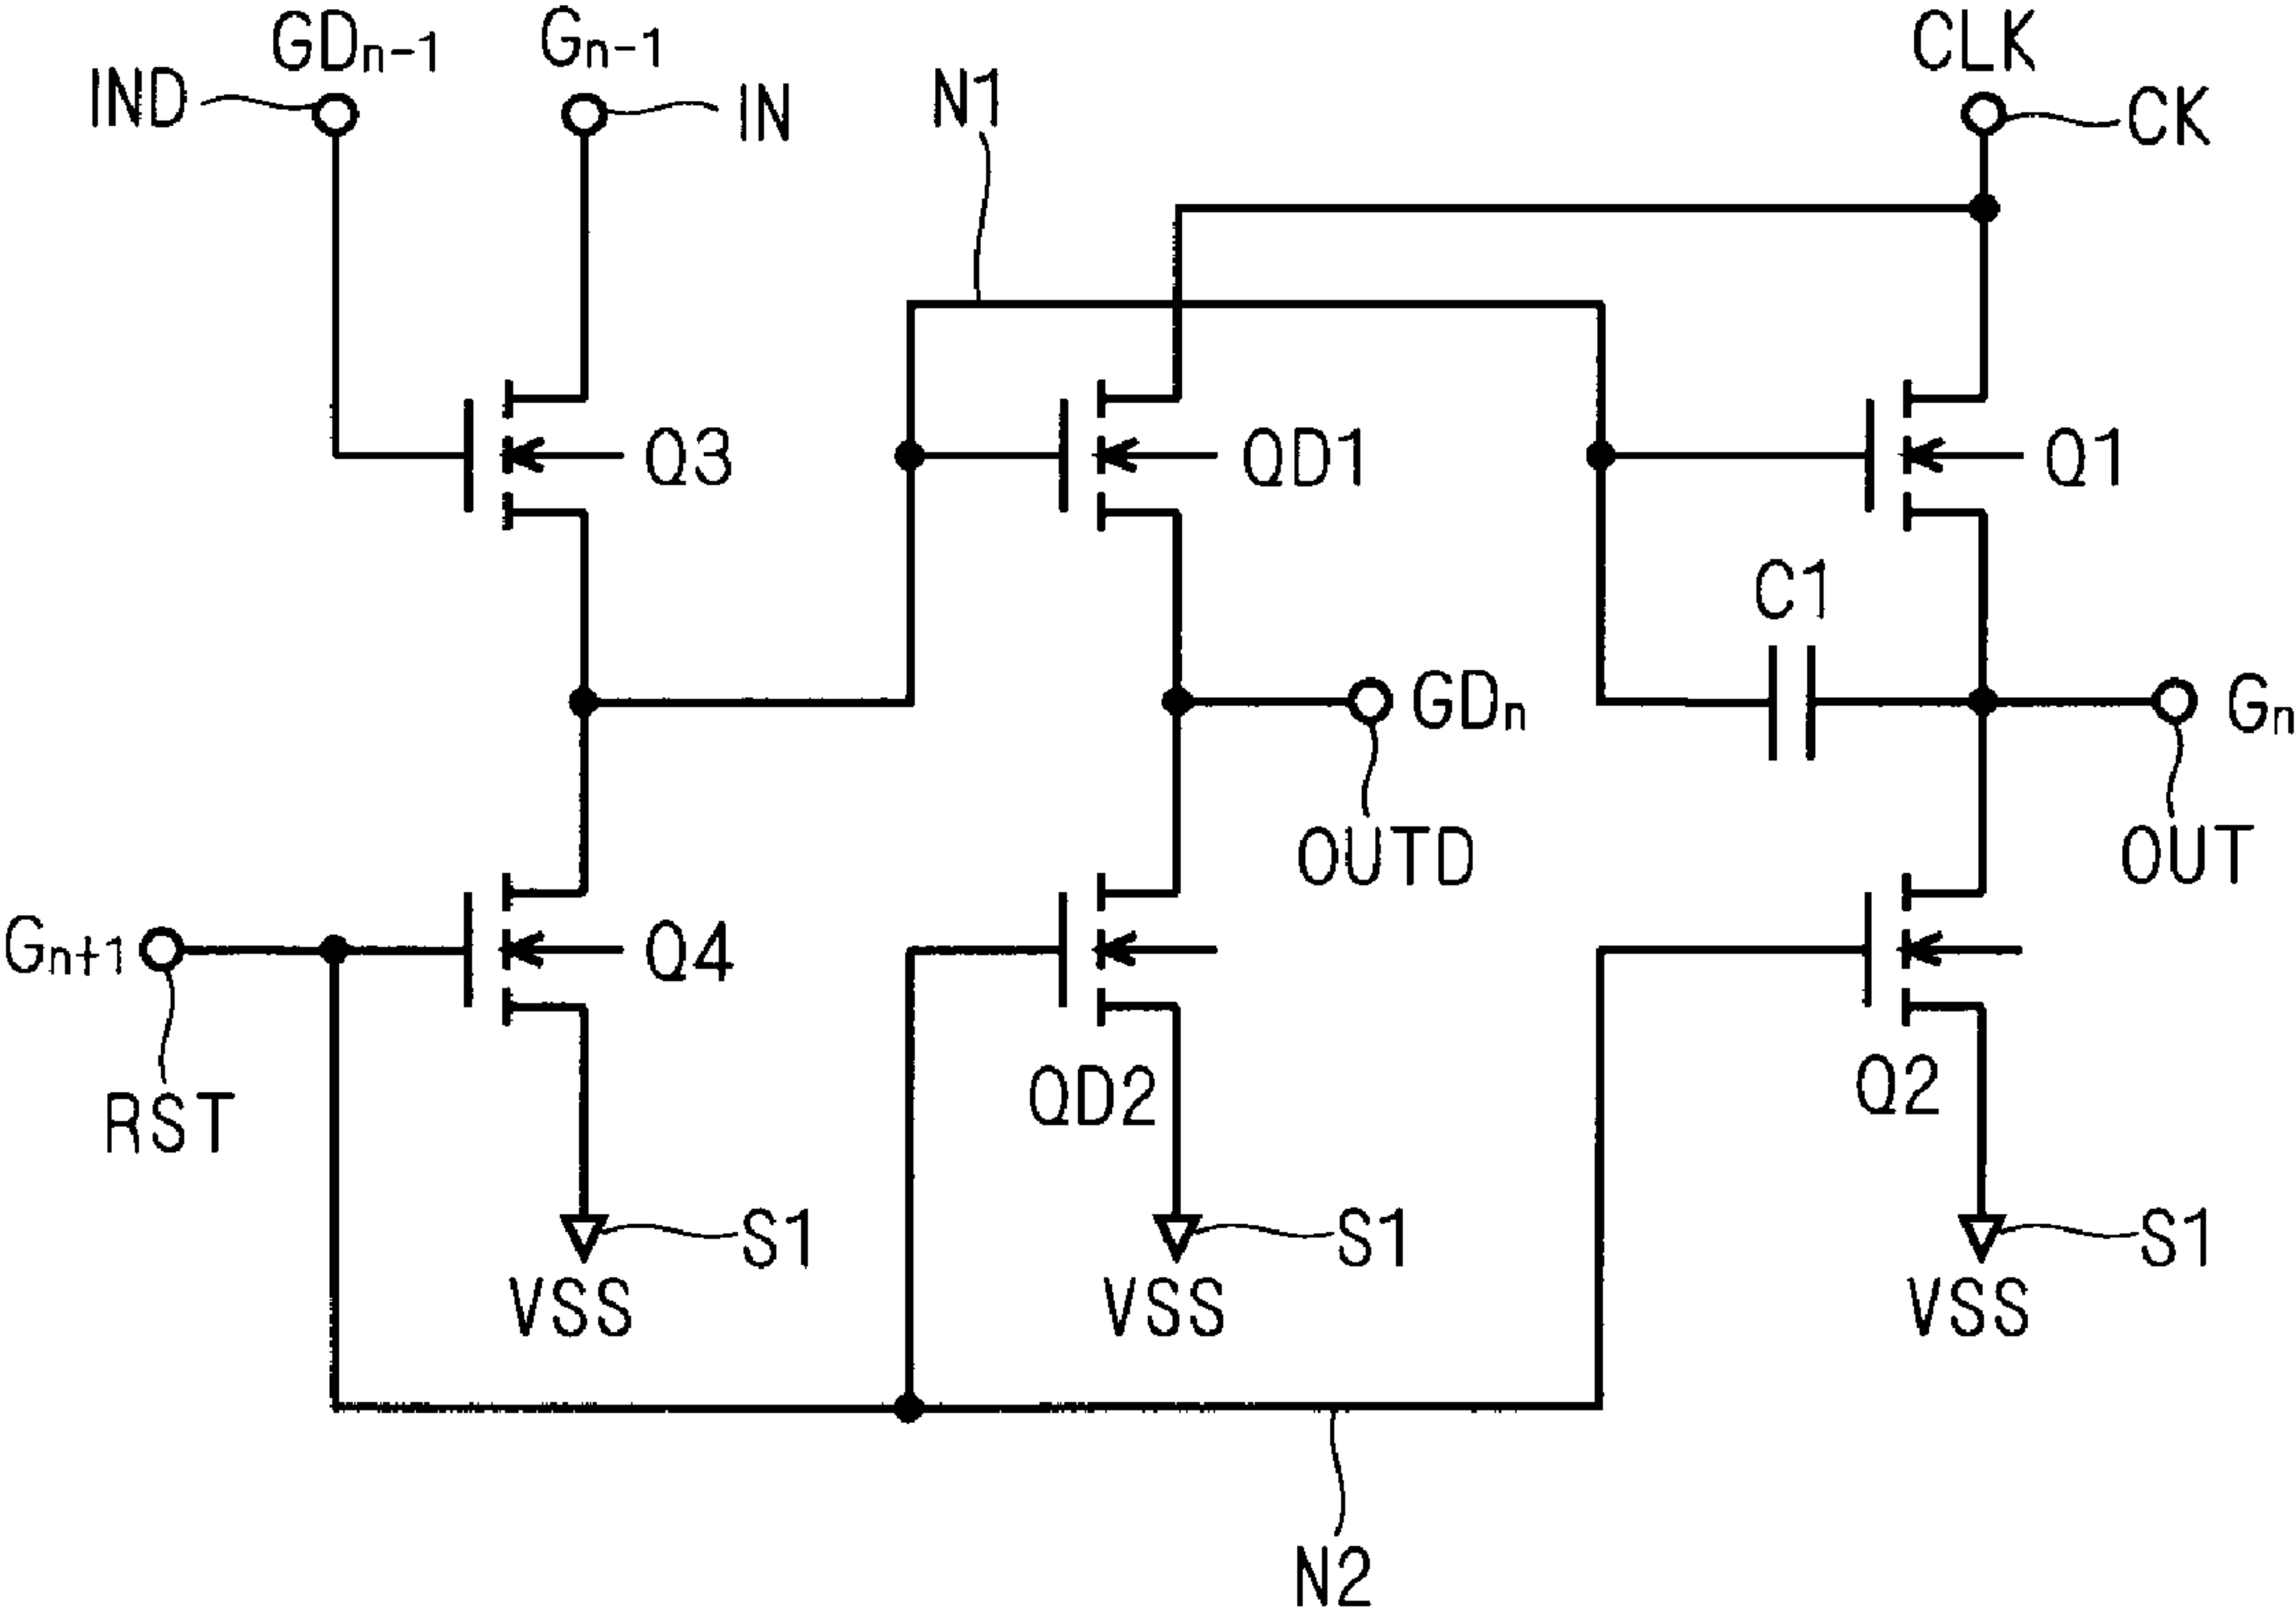 GDn-1
Gn-1
CLK
IND
IN
N1
CK
Q3
QD1
Q1
C1
GDn
Gn
OUTD
OUT
Gn+1
Q4
RST
QD2
Q2
S1
S1
S1
VSS
VSS
VSS
N2